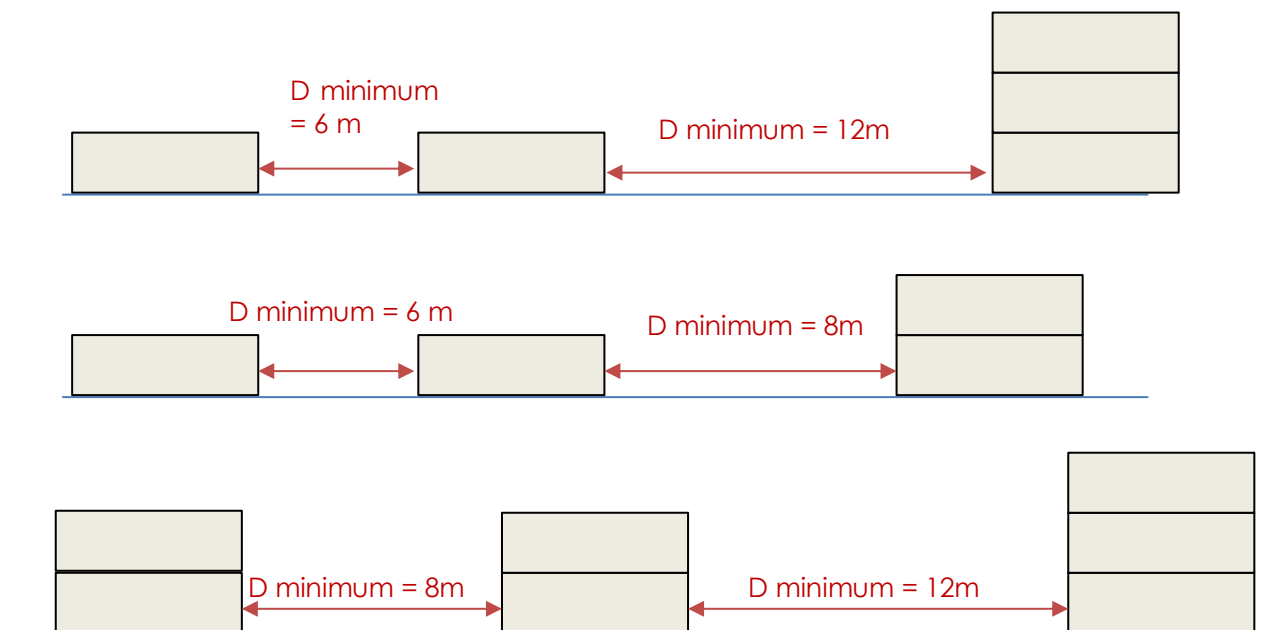 D minimum
= 6 m
D minimum = 12m
D minimum = 6 m
D minimum = 8m
D minimum = 8m
D minimum = 12m